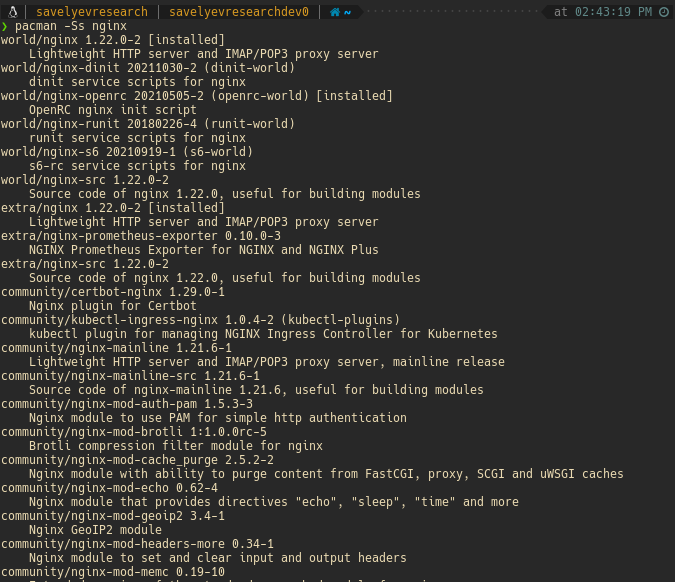 savelyevresearch | savelyevresearchdev0 | ~ at 02:43:19 PM
❯ pacman -Ss nginx
world/nginx 1.22.0-2 [installed]
    Lightweight HTTP server and IMAP/POP3 proxy server
world/nginx-dinit 20211030-2 (dinit-world)
    dinit service scripts for nginx
world/nginx-openrc 20210505-2 (openrc-world) [installed]
    OpenRC nginx init script
world/nginx-runit 20180226-4 (runit-world)
    runit service scripts for nginx
world/nginx-s6 20210919-1 (s6-world)
    s6-rc service scripts for nginx
world/nginx-src 1.22.0-2
    Source code of nginx 1.22.0, useful for building modules
extra/nginx 1.22.0-2 [installed]
    Lightweight HTTP server and IMAP/POP3 proxy server
extra/nginx-prometheus-exporter 0.10.0-3
    NGINX Prometheus Exporter for NGINX and NGINX Plus
extra/nginx-src 1.22.0-2
    Source code of nginx 1.22.0, useful for building modules
community/certbot-nginx 1.29.0-1
    Nginx plugin for Certbot
community/kubectl-ingress-nginx 1.0.4-2 (kubectl-plugins)
    kubectl plugin for managing NGINX Ingress Controller for Kubernetes
community/nginx-mainline 1.21.6-1
    Lightweight HTTP server and IMAP/POP3 proxy server, mainline release
community/nginx-mainline-src 1.21.6-1
    Source code of nginx-mainline 1.21.6, useful for building modules
community/nginx-mod-auth-pam 1.5.3-3
    Nginx module to use PAM for simple http authentication
community/nginx-mod-brotli 1:1.0.0rc-5
    Brotli compression filter module for nginx
community/nginx-mod-cache_purge 2.5.2-2
    Nginx module with ability to purge content from FastCGI, proxy, SCGI and uWSGI caches
community/nginx-mod-echo 0.62-4
    Nginx module that provides directives "echo", "sleep", "time" and more
community/nginx-mod-geoip2 3.4-1
    Nginx GeoIP2 module
community/nginx-mod-headers-more 0.34-1
    Nginx module to set and clear input and output headers
community/nginx-mod-memc 0.19-10